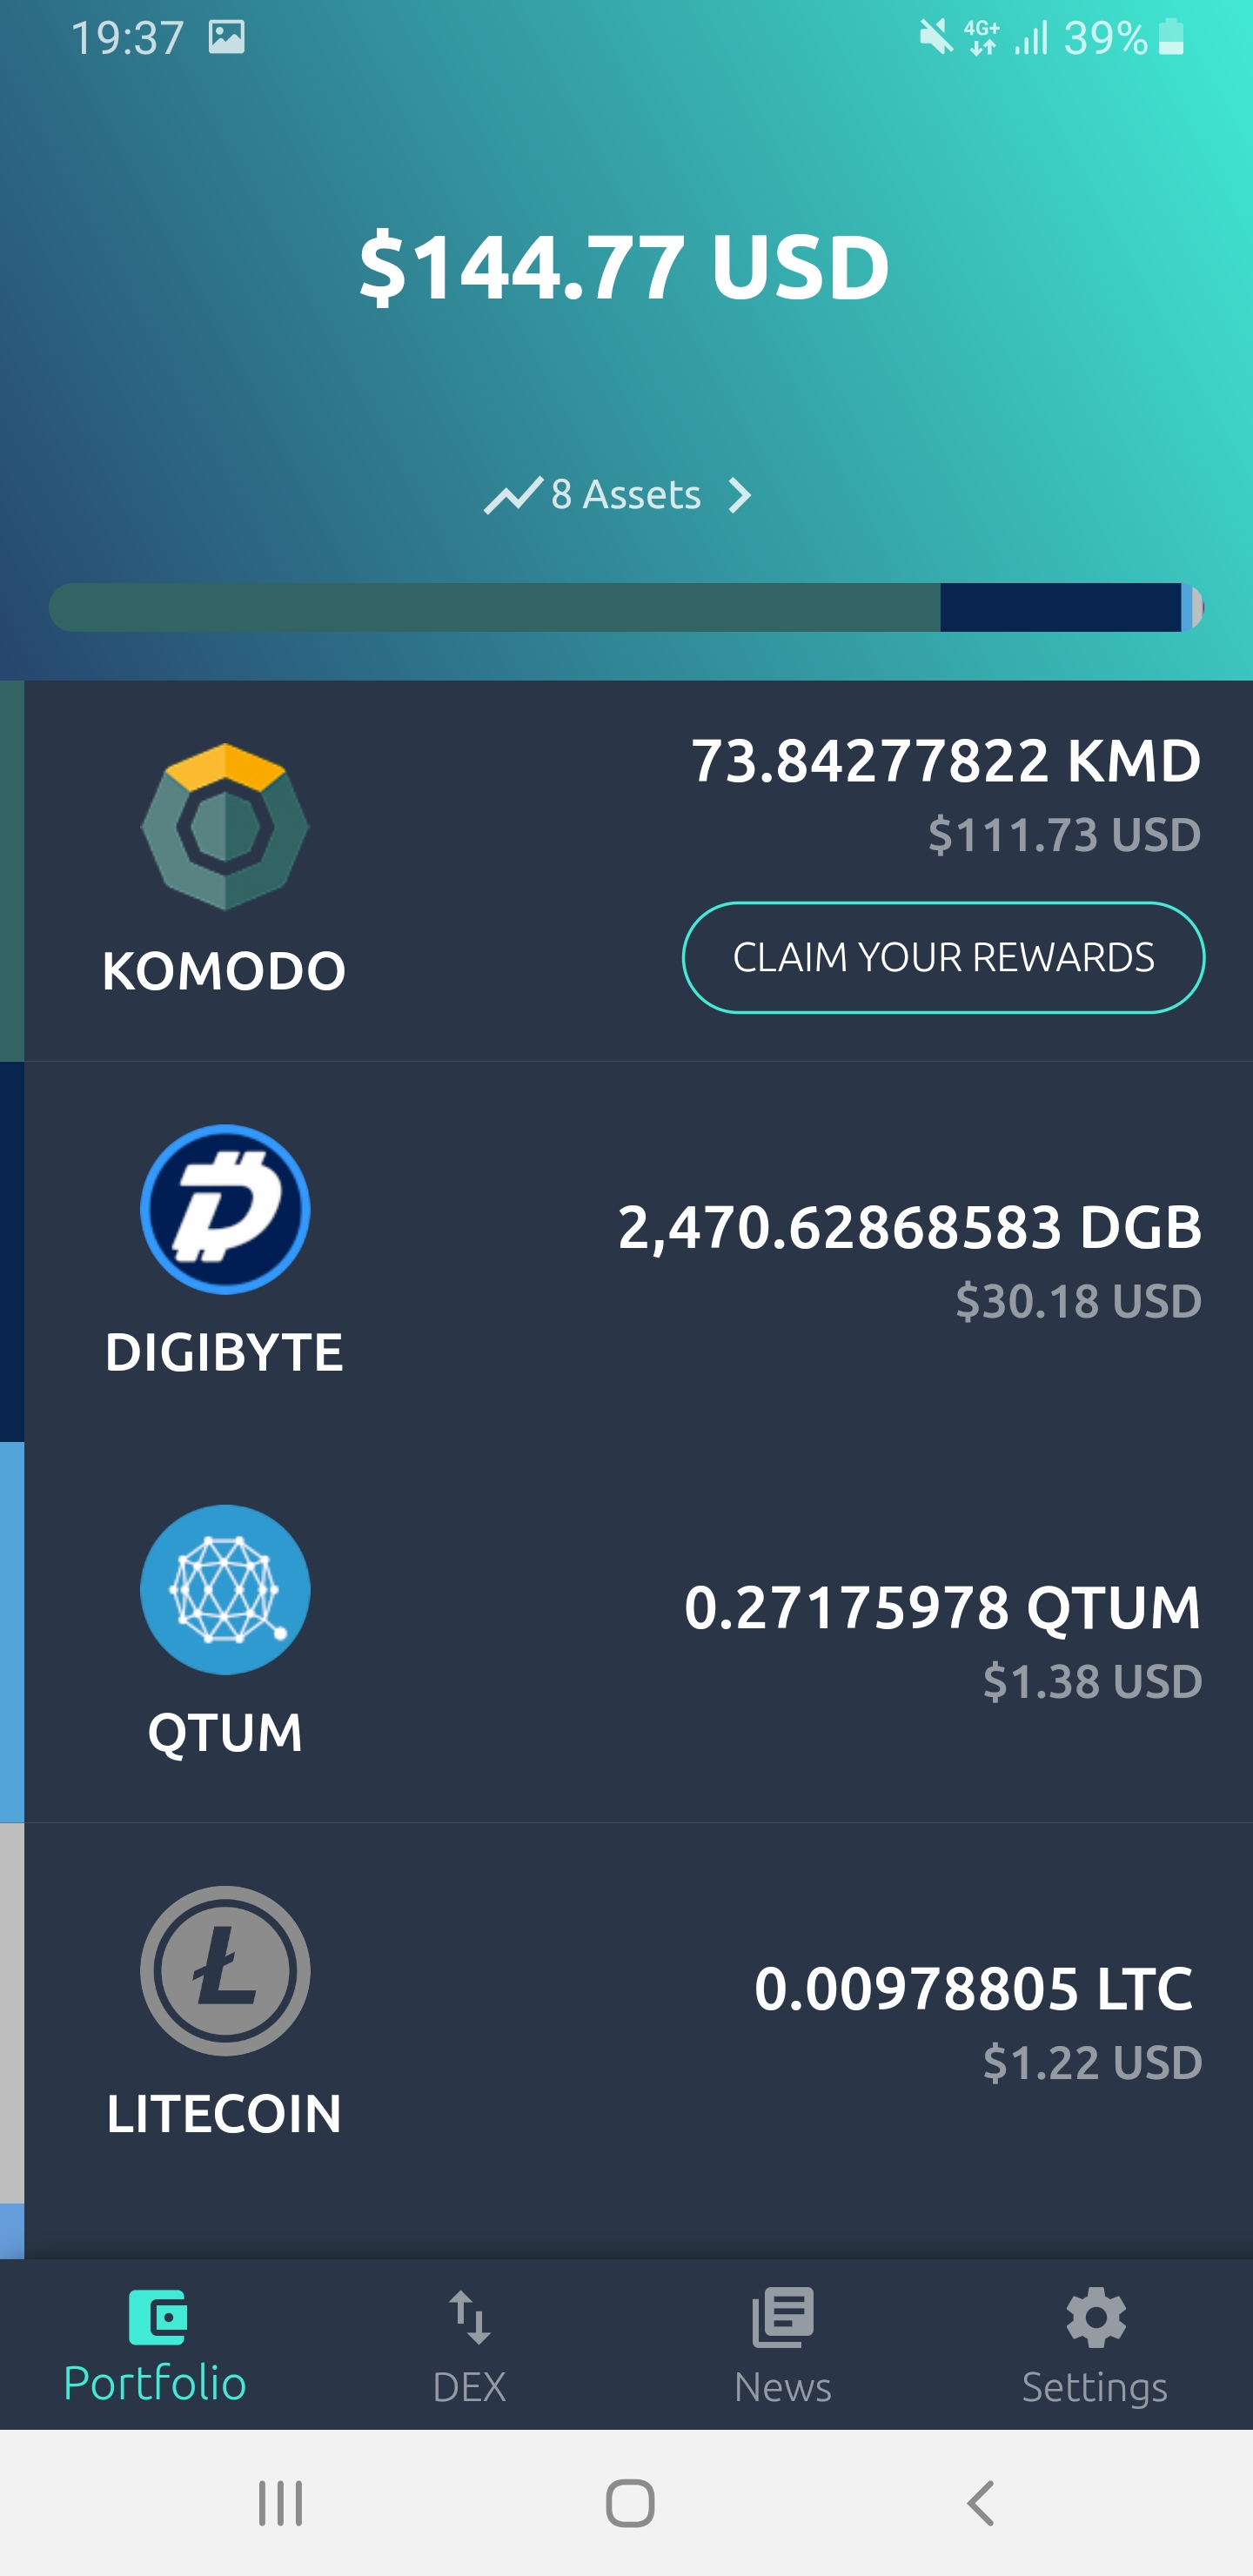 19:37 4G+ 39%
$144.77 USD
8 Assets
73.84277822 KMD
$111.73 USD
CLAIM YOUR REWARDS
KOMODO
2,470.62868583 DGB
$30.18 USD
DIGIBYTE
0.27175978 QTUM
$1.38 USD
QTUM
0.00978805 LTC
$1.22 USD
LITECOIN
Portfolio DEX News Settings